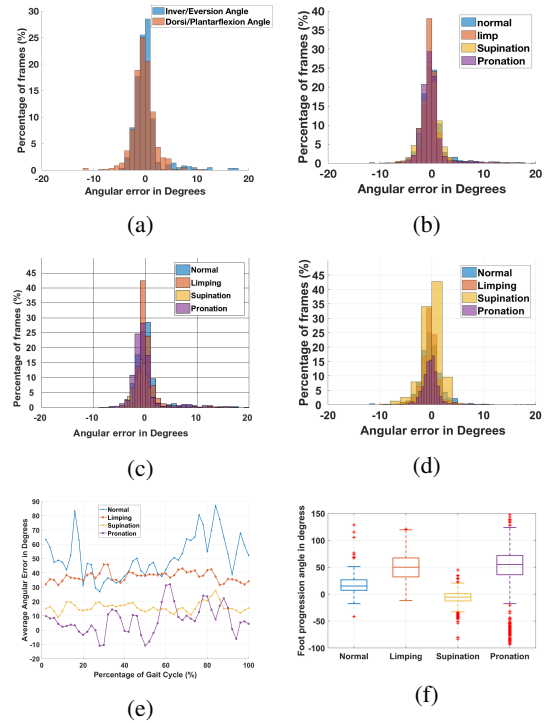 40
35
30
25
20
15
10
5
0
Percentage of frames (%)
Inver/Eversion Angle
Dorsi/Plantarflexion Angle
-20 -10 0 10 20
Angular error in Degrees
(a)
40
35
30
25
20
15
10
5
0
Percentage of frames (%)
normal
limp
Supination
Pronation
-20 -10 0 10 20
Angular error in Degrees
(b)
45
40
35
30
25
20
15
10
5
0
Percentage of frames (%)
Normal
Limping
Supination
Pronation
-20 -10 0 10 20
Angular error in Degrees
(c)
50
45
40
35
30
25
20
15
10
5
0
Percentage of frames (%)
Normal
Limping
Supination
Pronation
-20 -10 0 10 20
Angular error in Degrees
(d)
90
80
70
60
50
40
30
20
10
0
-10
-20
Average Angular Error in Degrees
Normal
Limping
Supination
Pronation
0 20 40 60 80 100
Percentage of Gait Cycle (%)
(e)
150
100
50
0
-50
-100
Foot progression angle in degress
Normal Limping Supination Pronation
(f)